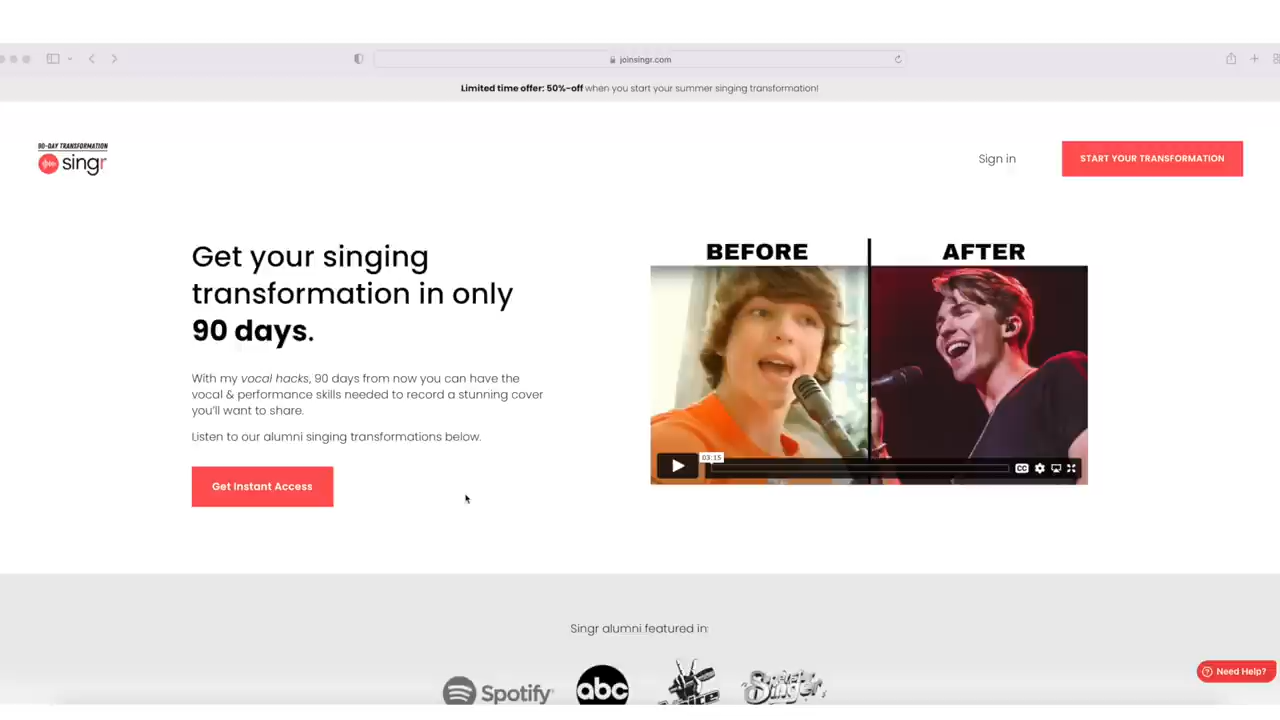 joinsingr.com
Limited time offer: 50%-off when you start your summer singing transformation!
90-DAY TRANSFORMATION
singr
Sign in
START YOUR TRANSFORMATION
Get your singing
transformation in only
90 days.
With my vocal hacks, 90 days from now you can have the
vocal & performance skills needed to record a stunning cover
you'll want to share.
Listen to our alumni singing transformations below.
Get Instant Access
BEFORE
AFTER
03:15
CC
Singr alumni featured in:
Spotify
abc
Singer
Need Help?